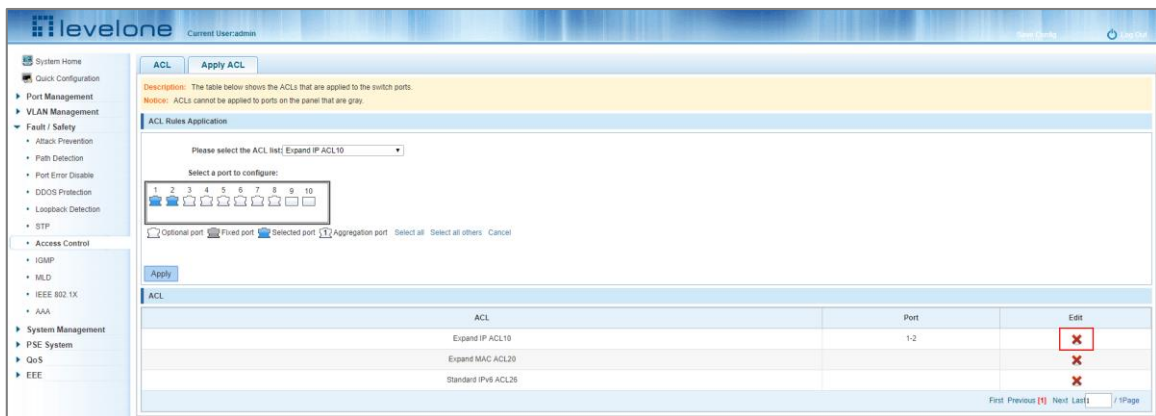 levelone Current User:admin Save Config Log Out
System Home
Quick Configuration
Port Management
VLAN Management
Fault / Safety
Attack Prevention
Path Detection
Port Error Disable
DDOS Protection
Loopback Detection
STP
Access Control
IGMP
MLD
IEEE 802.1X
AAA
System Management
PSE System
QoS
EEE
ACL Apply ACL
Description: The table below shows the ACLs that are applied to the switch ports.
Notice: ACLs cannot be applied to ports on the panel that are gray.
ACL Rules Application
Please select the ACL list: Expand IP ACL10
Select a port to configure:
1 2 3 4 5 6 7 8 9 10
Optional port Fixed port Selected port 1 Aggregation port Select all Select all others Cancel
Apply
ACL
ACL Port Edit
Expand IP ACL10 1-2
Expand MAC ACL20
Standard IPv6 ACL26
First Previous [1] Next Last 1 / 1Page